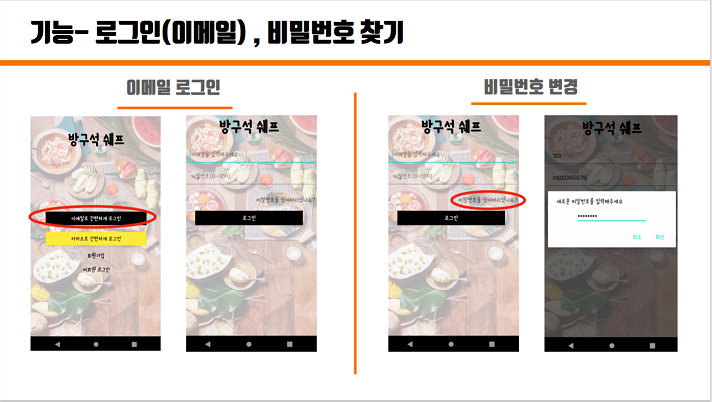 기능- 로그인(이메일) , 비밀번호 찾기
이메일 로그인
방구석 쉐프
이메일로 간편하게 로그인
카카오로 간편하게 로그인
회원가입
비회원 로그인
방구석 쉐프
이메일을 입력해주세요
비밀번호(8~12자)
비밀번호를 잊어버리셨나요?
로그인
비밀번호 변경
방구석 쉐프
이메일을 입력해주세요
비밀번호(8~12자)
비밀번호를 잊어버리셨나요?
로그인
방구석 쉐프
123
새로운 비밀번호를 입력해주세요
••••••••
취소 확인